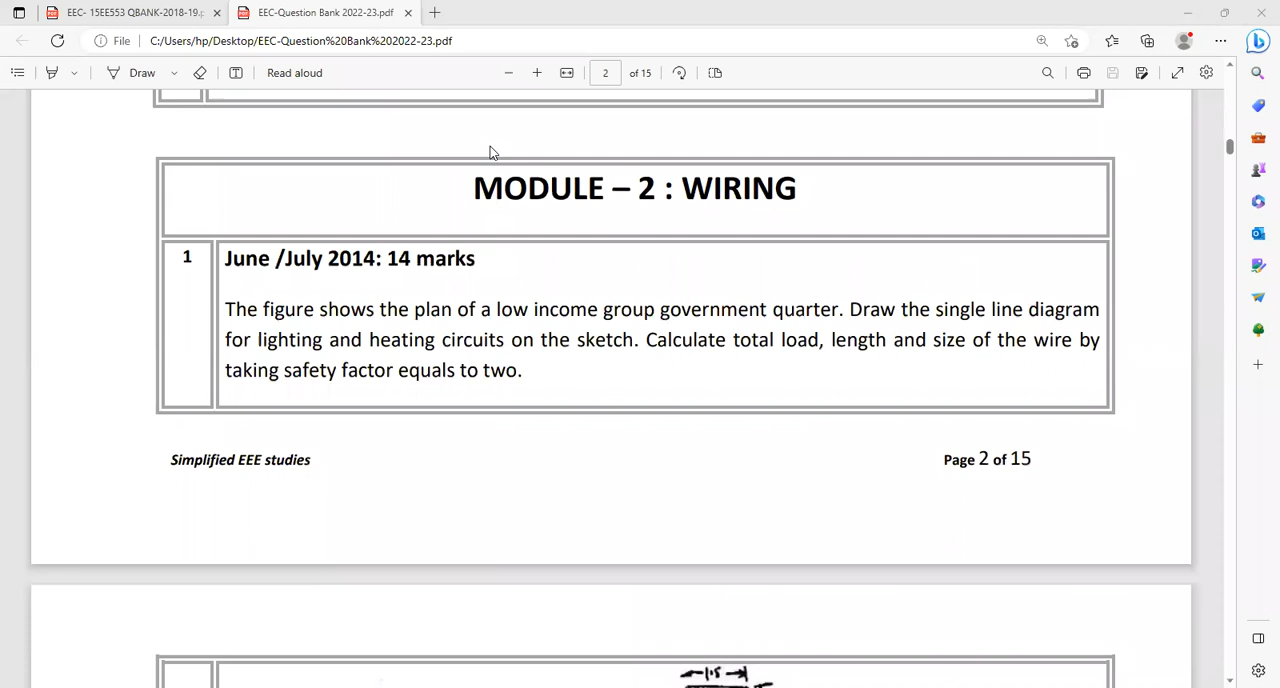 EEC- 15EE553 QBANK-2018-19.p
EEC-Question Bank 2022-23.pdf
File
C:/Users/hp/Desktop/EEC-Question%20Bank%202022-23.pdf
Draw
Read aloud
2
of 15
MODULE – 2 : WIRING
1
June /July 2014: 14 marks
The figure shows the plan of a low income group government quarter. Draw the single line diagram
for lighting and heating circuits on the sketch. Calculate total load, length and size of the wire by
taking safety factor equals to two.
Simplified EEE studies
Page 2 of 15
1.5